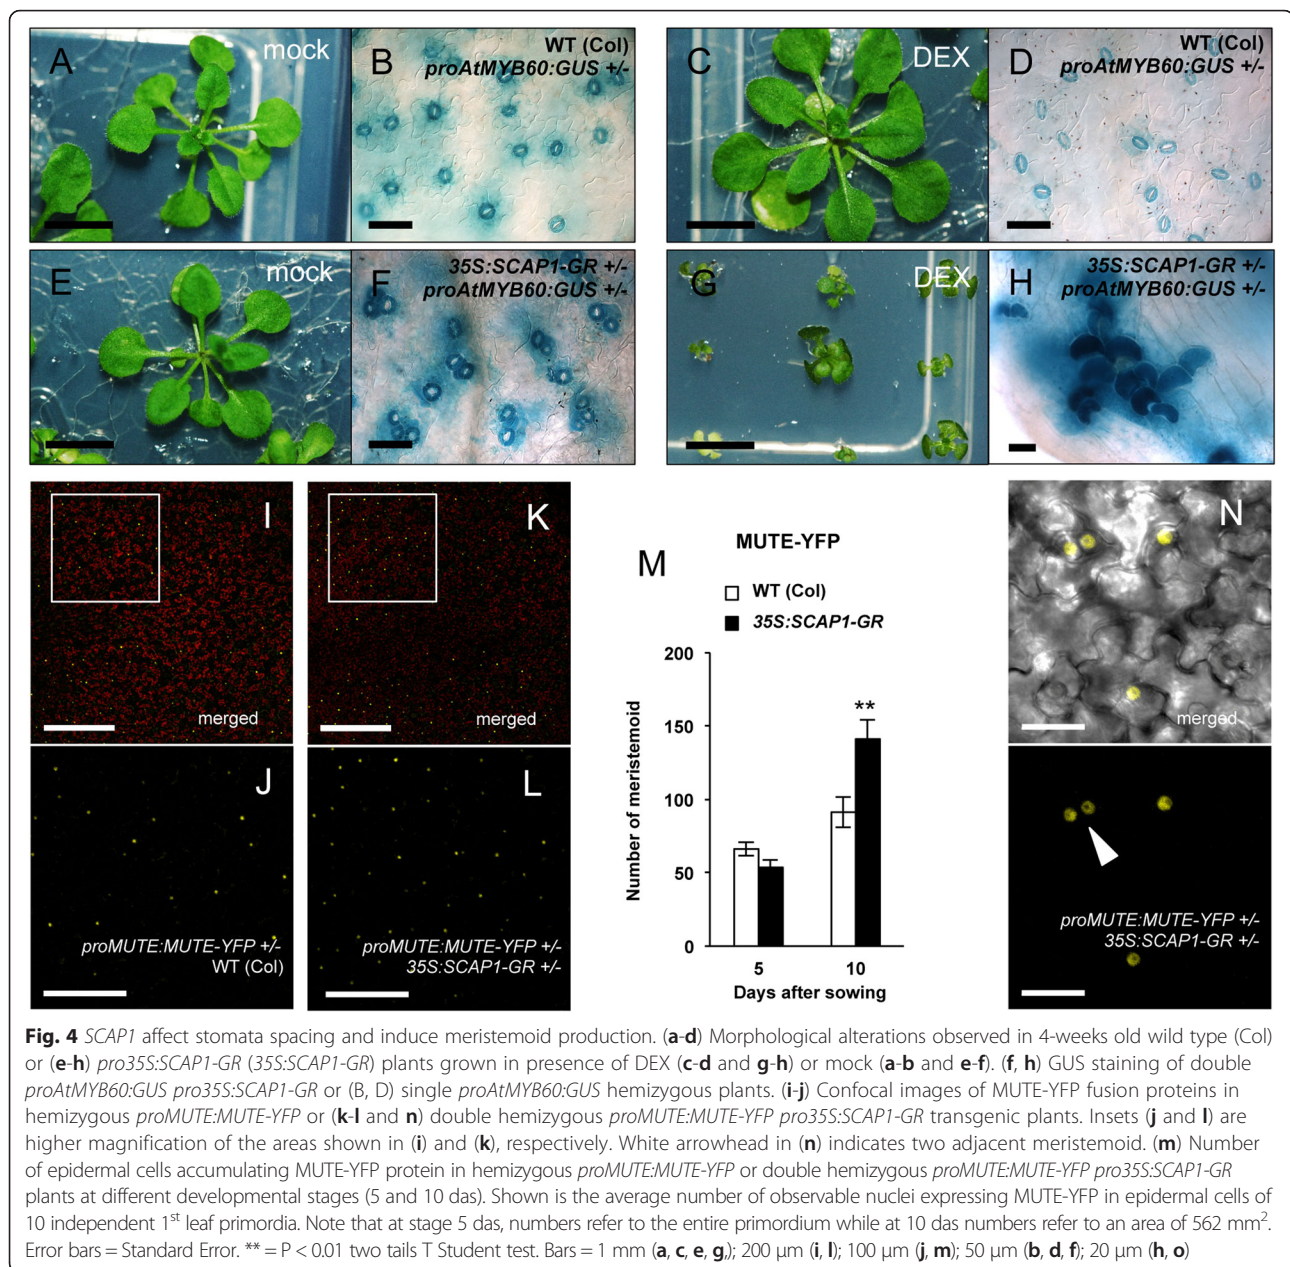 A
mock
B
WT (Col)
proAtMYB60:GUS +/-
C
DEX
D
WT (Col)
proAtMYB60:GUS +/-
E
mock
F
35S:SCAP1-GR +/-
proAtMYB60:GUS +/-
G
DEX
H
35S:SCAP1-GR +/-
proAtMYB60:GUS +/-
I
merged
K
merged
J
proMUTE:MUTE-YFP +/-
WT (Col)
L
proMUTE:MUTE-YFP +/-
35S:SCAP1-GR +/-
M
MUTE-YFP
WT (Col)
35S:SCAP1-GR
200
150
100
50
0
**
Number of meristemoid
5
10
Days after sowing
N
merged
proMUTE:MUTE-YFP +/-
35S:SCAP1-GR +/-
Fig. 4 SCAP1 affect stomata spacing and induce meristemoid production. (a-d) Morphological alterations observed in 4-weeks old wild type (Col)
or (e-h) pro35S:SCAP1-GR (35S:SCAP1-GR) plants grown in presence of DEX (c-d and g-h) or mock (a-b and e-f). (f, h) GUS staining of double
proAtMYB60:GUS pro35S:SCAP1-GR or (B, D) single proAtMYB60:GUS hemizygous plants. (i-j) Confocal images of MUTE-YFP fusion proteins in
hemizygous proMUTE:MUTE-YFP or (k-l and n) double hemizygous proMUTE:MUTE-YFP pro35S:SCAP1-GR transgenic plants. Insets (j and l) are
higher magnification of the areas shown in (i) and (k), respectively. White arrowhead in (n) indicates two adjacent meristemoid. (m) Number
of epidermal cells accumulating MUTE-YFP protein in hemizygous proMUTE:MUTE-YFP or double hemizygous proMUTE:MUTE-YFP pro35S:SCAP1-GR
plants at different developmental stages (5 and 10 das). Shown is the average number of observable nuclei expressing MUTE-YFP in epidermal cells of
10 independent 1st leaf primordia. Note that at stage 5 das, numbers refer to the entire primordium while at 10 das numbers refer to an area of 562 mm².
Error bars = Standard Error. ** = P < 0.01 two tails T Student test. Bars = 1 mm (a, c, e, g,); 200 μm (i, l); 100 μm (j, m); 50 μm (b, d, f); 20 μm (h, o)